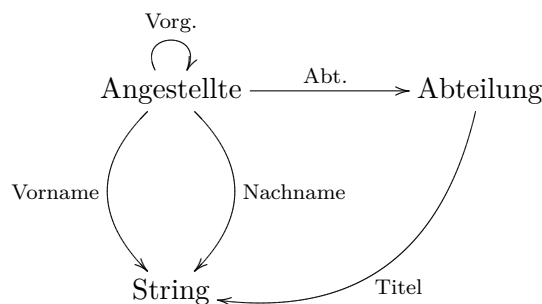 Vorg.
Angestellte
Abt.
Abteilung
Vorname
Nachname
Titel
String